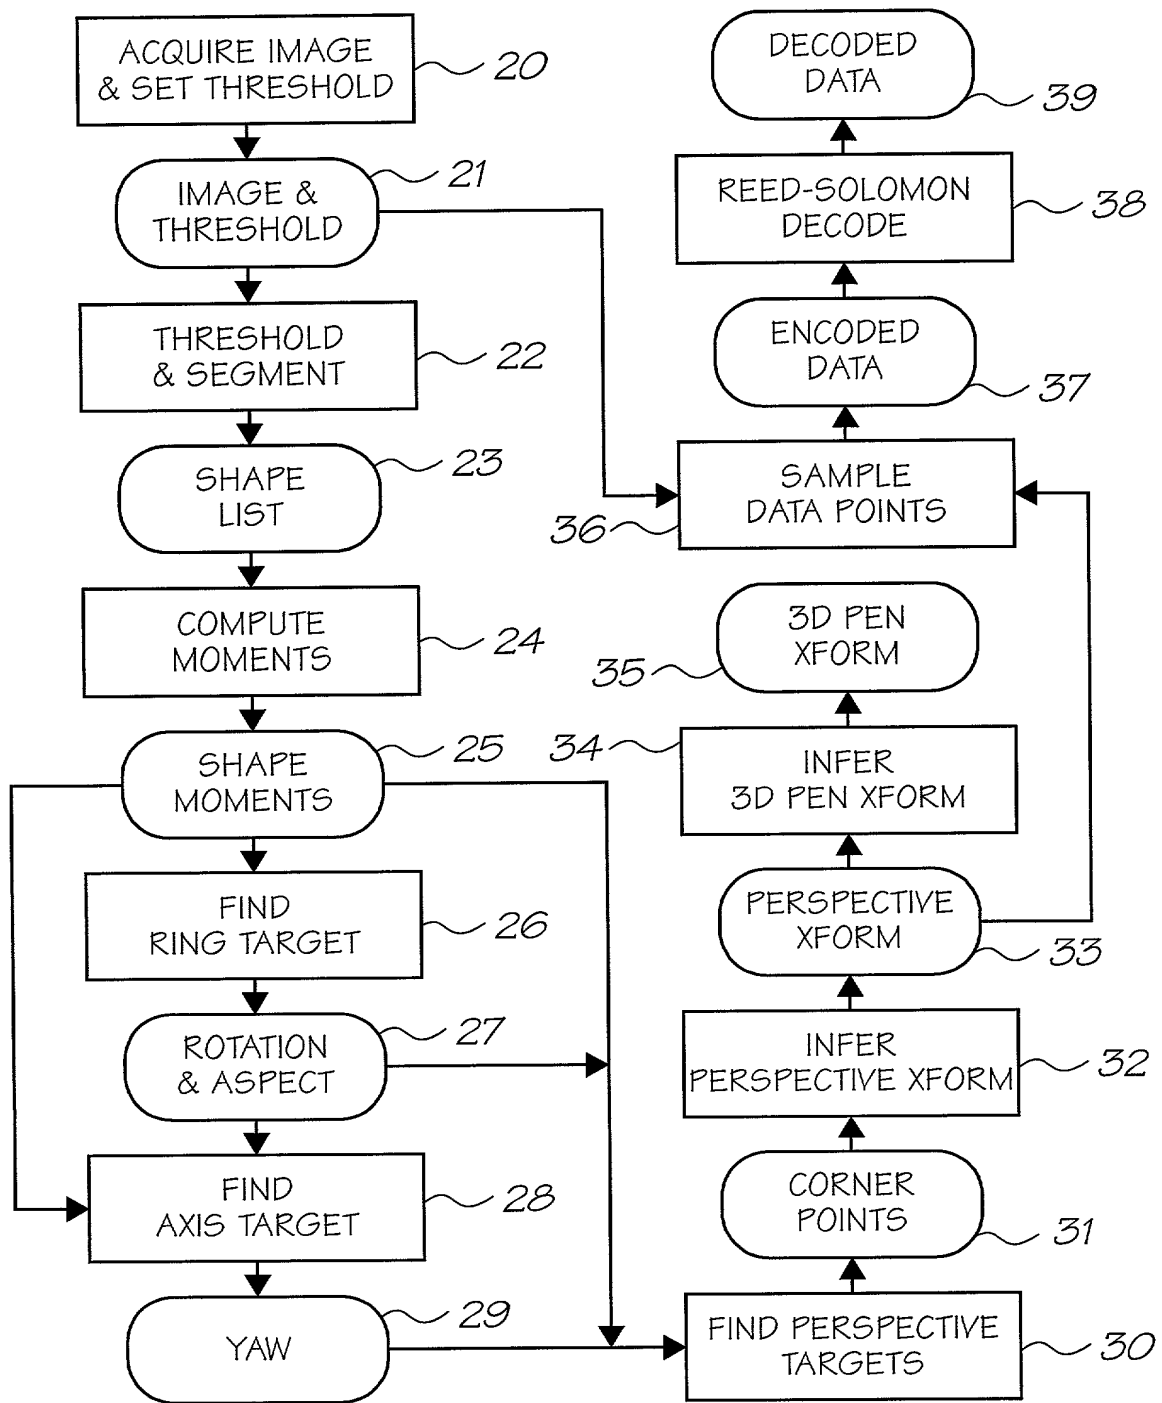 ACQUIRE IMAGE
& SET THRESHOLD
20
IMAGE &
THRESHOLD
21
THRESHOLD
& SEGMENT
22
SHAPE
LIST
23
COMPUTE
MOMENTS
24
SHAPE
MOMENTS
25
FIND
RING TARGET
26
ROTATION
& ASPECT
27
FIND
AXIS TARGET
28
YAW
29
DECODED
DATA
39
REED-SOLOMON
DECODE
38
ENCODED
DATA
37
SAMPLE
DATA POINTS
36
3D PEN
XFORM
35
INFER
3D PEN XFORM
34
PERSPECTIVE
XFORM
33
INFER
PERSPECTIVE XFORM
32
CORNER
POINTS
31
FIND PERSPECTIVE
TARGETS
30